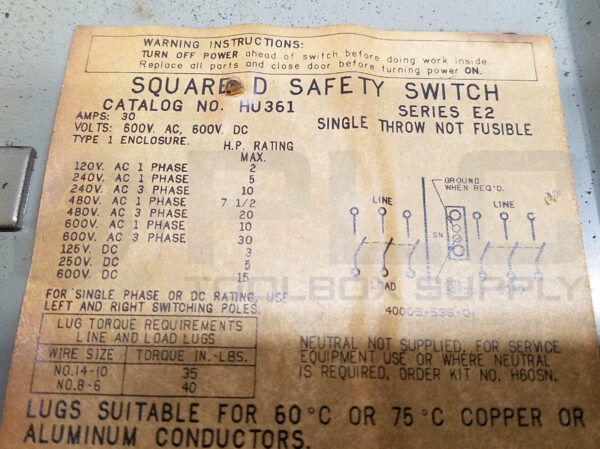 WARNING INSTRUCTIONS:
TURN OFF POWER ahead of switch before doing work inside.
Replace all parts and close door before turning power ON.
SQUARE D SAFETY SWITCH
CATALOG NO. HU361 SERIES E2
AMPS: 30
VOLTS: 600V. AC, 600V. DC SINGLE THROW NOT FUSIBLE
TYPE 1 ENCLOSURE. H.P. RATING
MAX.
120V. AC 1 PHASE 2
240V. AC 1 PHASE 5
240V. AC 3 PHASE 10
480V. AC 1 PHASE 7 1/2
480V. AC 3 PHASE 20
600V. AC 1 PHASE 10
600V. AC 3 PHASE 30
125V. DC 3
250V. DC 5
600V. DC 15
GROUND
WHEN REQ'D.
LINE LINE
GN
LOAD
TOOLBOX SUPPLY
FOR SINGLE PHASE OR DC RATING, USE
LEFT AND RIGHT SWITCHING POLES.
LUG TORQUE REQUIREMENTS
LINE AND LOAD LUGS
WIRE SIZE TORQUE IN.-LBS.
NO.14-10 35
NO.8-6 40
NEUTRAL NOT SUPPLIED. FOR SERVICE
EQUIPMENT USE OR WHERE NEUTRAL
IS REQUIRED, ORDER KIT NO. H60SN.
LUGS SUITABLE FOR 60°C OR 75°C COPPER OR
ALUMINUM CONDUCTORS.